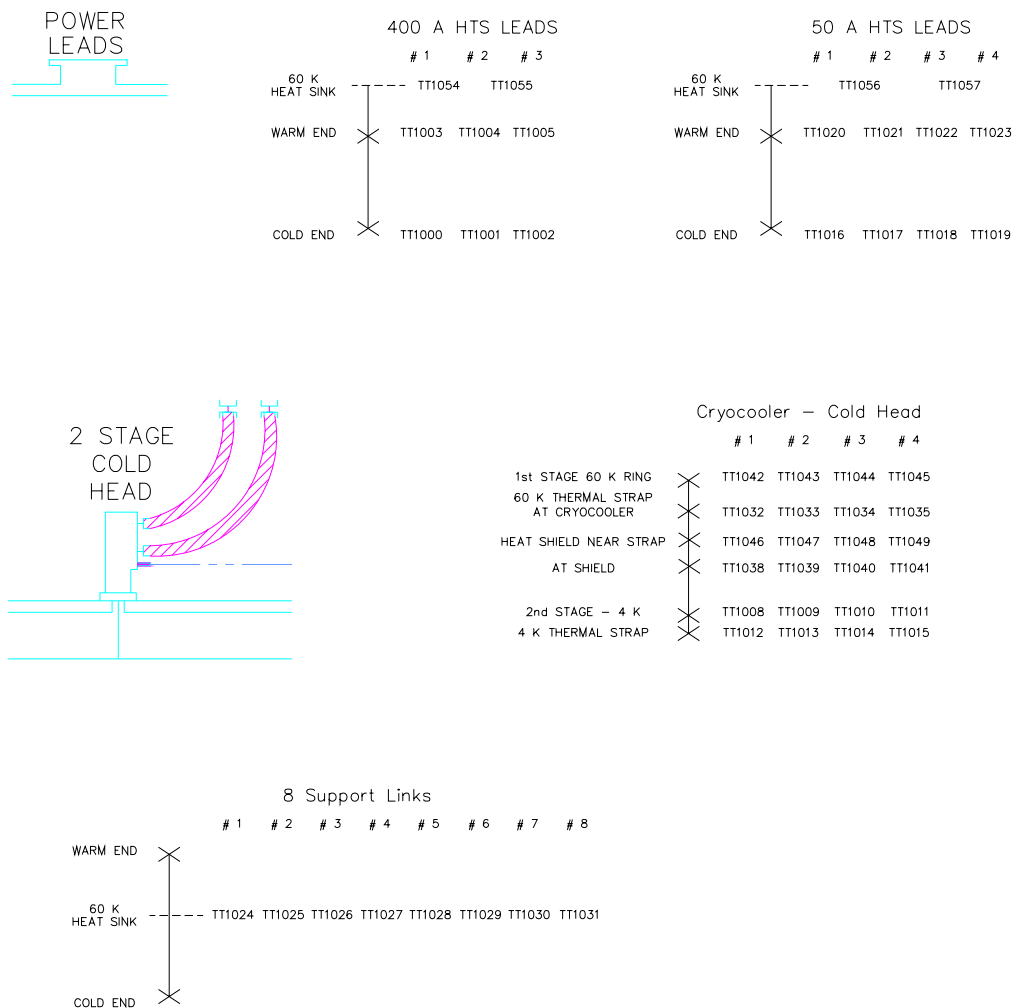 POWER
LEADS
400 A HTS LEADS
# 1 # 2 # 3
60 K
HEAT SINK
TT1054 TT1055
WARM END TT1003 TT1004 TT1005
COLD END TT1000 TT1001 TT1002
50 A HTS LEADS
# 1 # 2 # 3 # 4
60 K
HEAT SINK
TT1056 TT1057
WARM END TT1020 TT1021 TT1022 TT1023
COLD END TT1016 TT1017 TT1018 TT1019
2 STAGE
COLD
HEAD
Cryocooler – Cold Head
# 1 # 2 # 3 # 4
1st STAGE 60 K RING TT1042 TT1043 TT1044 TT1045
60 K THERMAL STRAP
AT CRYOCOOLER TT1032 TT1033 TT1034 TT1035
HEAT SHIELD NEAR STRAP TT1046 TT1047 TT1048 TT1049
AT SHIELD TT1038 TT1039 TT1040 TT1041
2nd STAGE – 4 K TT1008 TT1009 TT1010 TT1011
4 K THERMAL STRAP TT1012 TT1013 TT1014 TT1015
8 Support Links
# 1 # 2 # 3 # 4 # 5 # 6 # 7 # 8
WARM END
60 K
HEAT SINK
TT1024 TT1025 TT1026 TT1027 TT1028 TT1029 TT1030 TT1031
COLD END